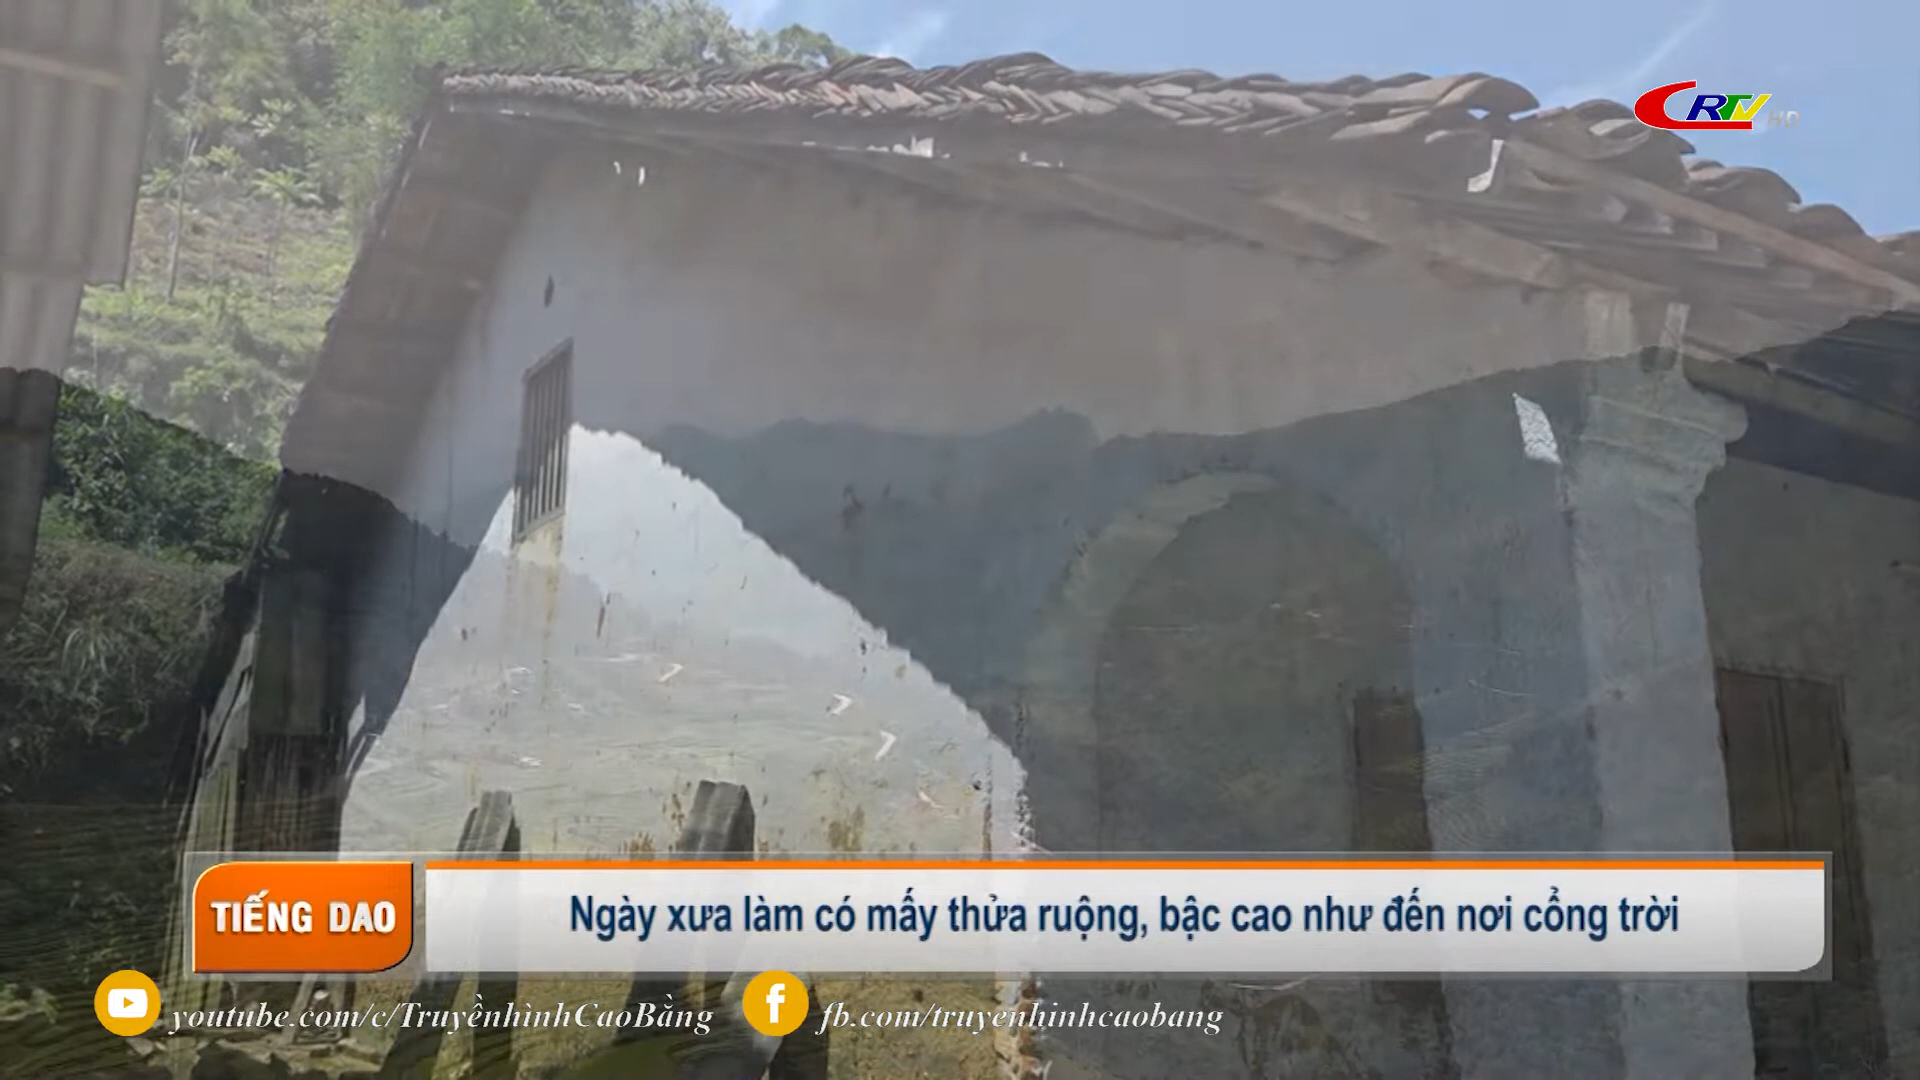 CRTV HD
TIẾNG DAO
Ngày xưa làm có mấy thửa ruộng, bậc cao như đến nơi cổng trời
youtube.com/c/TruyềnhìnhCaoBằng
fb.com/truyenhinhcaobang